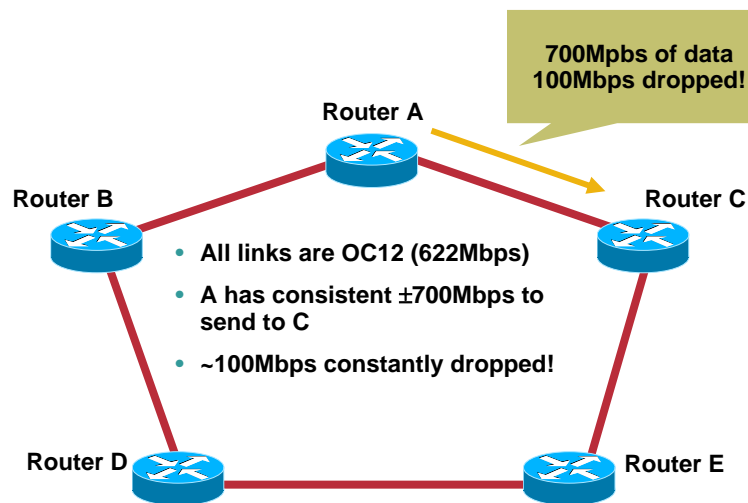 700Mpbs of data
100Mbps dropped!
Router A
Router B
Router C
• All links are OC12 (622Mbps)
• A has consistent ±700Mbps to
send to C
• ~100Mbps constantly dropped!
Router D
Router E